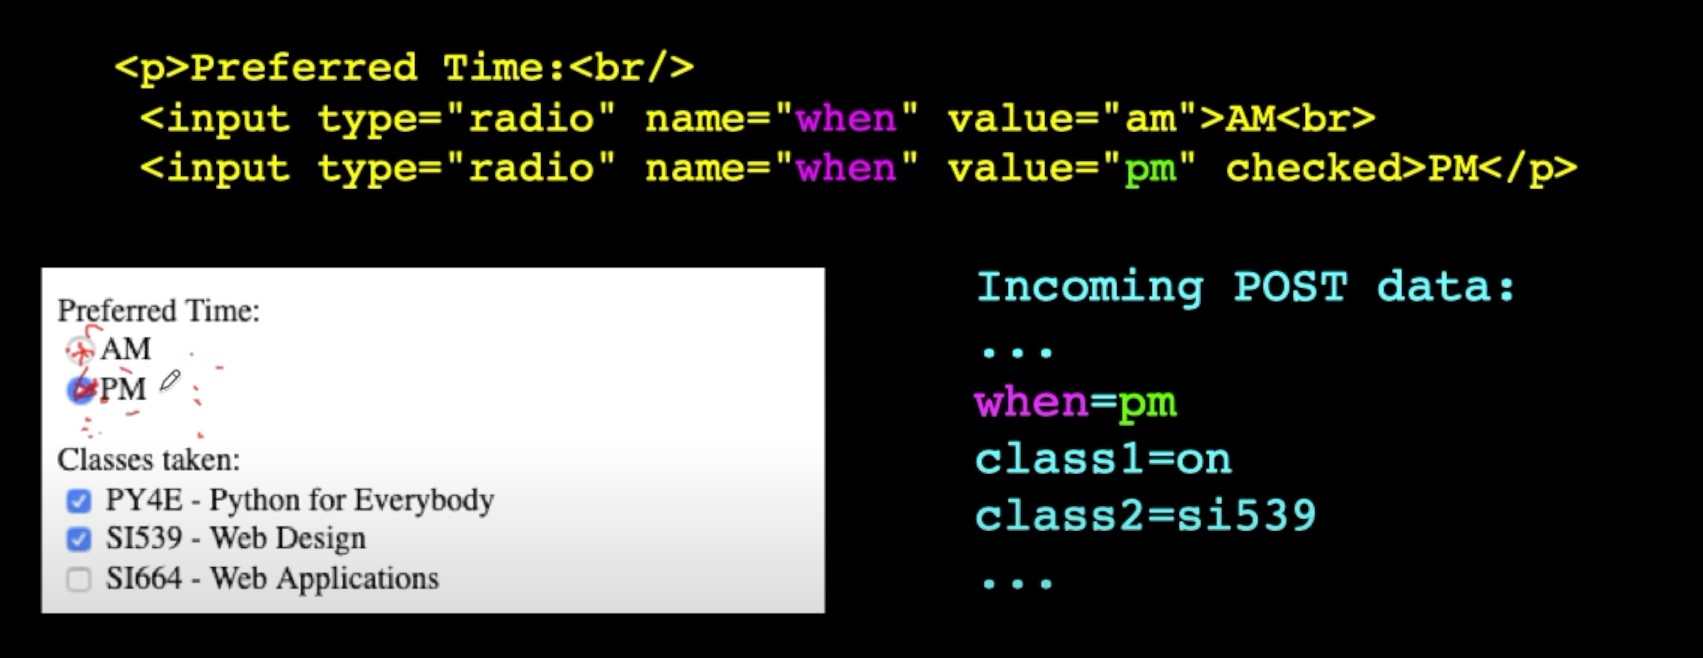 <p>Preferred Time:<br/>
<input type="radio" name="when" value="am">AM<br>
<input type="radio" name="when" value="pm" checked>PM</p>
Preferred Time:
AM
PM
Classes taken:
PY4E - Python for Everybody
SI539 - Web Design
SI664 - Web Applications
Incoming POST data:
...
when=pm
class1=on
class2=si539
...